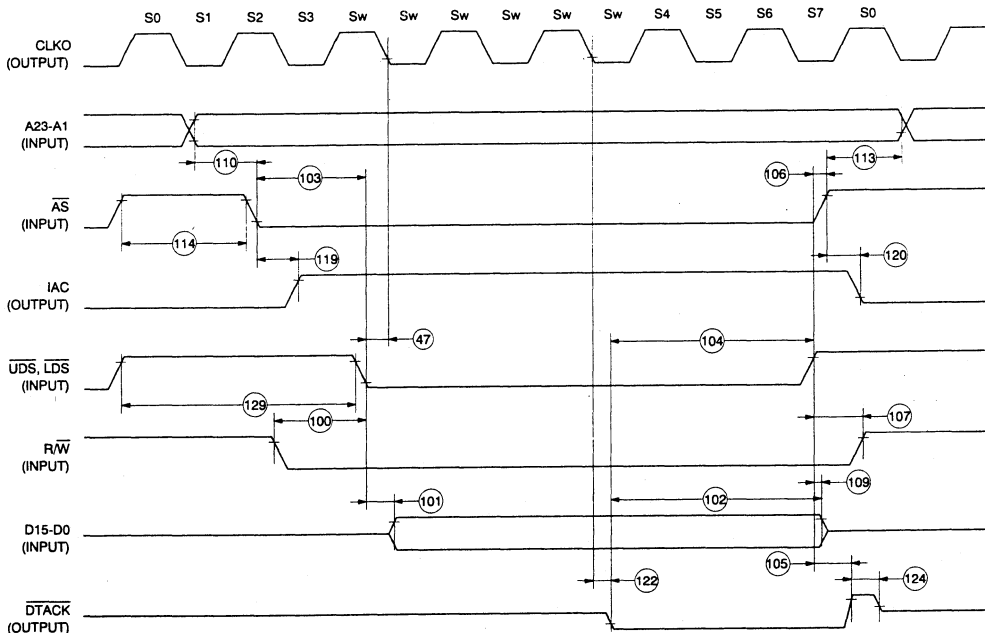 S0 S1 S2 S3 Sw Sw Sw Sw Sw Sw S4 S5 S6 S7 S0
CLKO
(OUTPUT)
A23-A1
(INPUT)
110
103
113
106
AS
(INPUT)
114
119
120
IAC
(OUTPUT)
47
104
UDS, LDS
(INPUT)
129
100
107
R/W
(INPUT)
109
101
102
D15-D0
(INPUT)
105
122
124
DTACK
(OUTPUT)